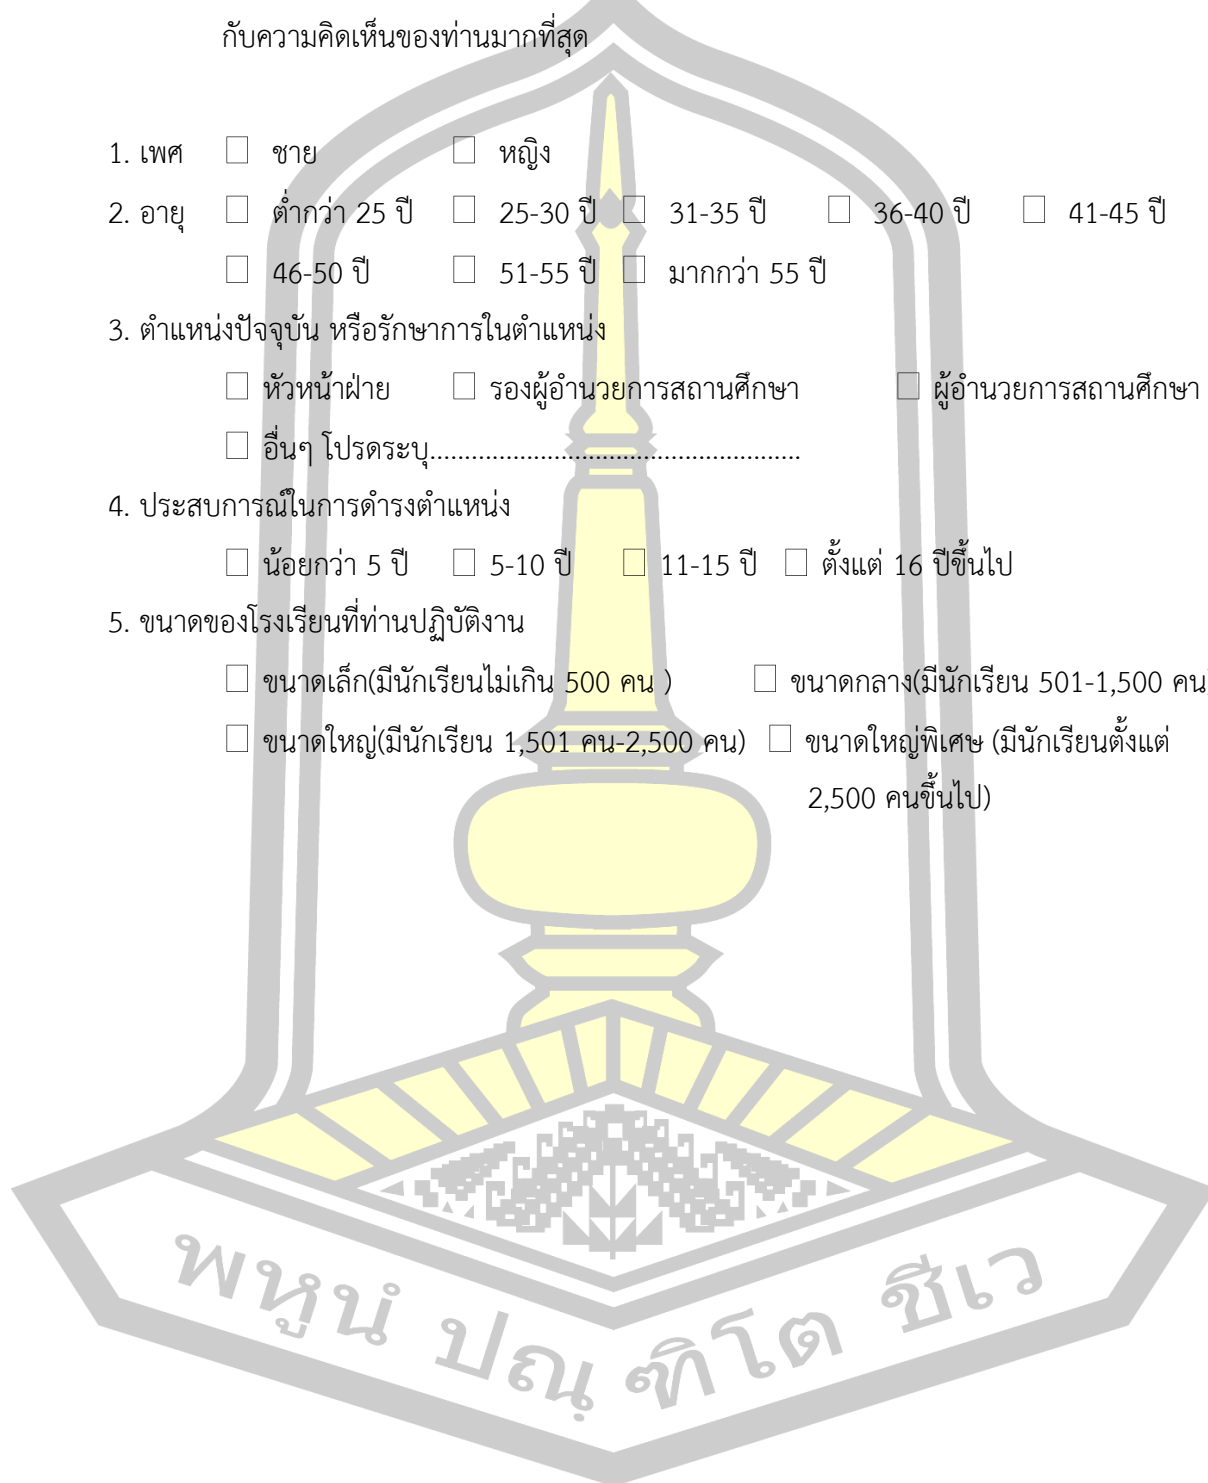 กับความคิดเห็นของท่านมากที่สุด
1. เพศ □ ชาย □ หญิง
2. อายุ □ ต่ำกว่า 25 ปี □ 25-30 ปี □ 31-35 ปี □ 36-40 ปี □ 41-45 ปี
□ 46-50 ปี □ 51-55 ปี □ มากกว่า 55 ปี
3. ตำแหน่งปัจจุบัน หรือรักษาการในตำแหน่ง
□ หัวหน้าฝ่าย □ รองผู้อำนวยการสถานศึกษา □ ผู้อำนวยการสถานศึกษา
□ อื่นๆ โปรดระบุ......................................................
4. ประสบการณ์ในการดำรงตำแหน่ง
□ น้อยกว่า 5 ปี □ 5-10 ปี □ 11-15 ปี □ ตั้งแต่ 16 ปีขึ้นไป
5. ขนาดของโรงเรียนที่ท่านปฏิบัติงาน
□ ขนาดเล็ก(มีนักเรียนไม่เกิน 500 คน ) □ ขนาดกลาง(มีนักเรียน 501-1,500 คน)
□ ขนาดใหญ่(มีนักเรียน 1,501 คน-2,500 คน) □ ขนาดใหญ่พิเศษ (มีนักเรียนตั้งแต่
2,500 คนขึ้นไป)
พหูนํ ปณฺฑิโต ชีเว